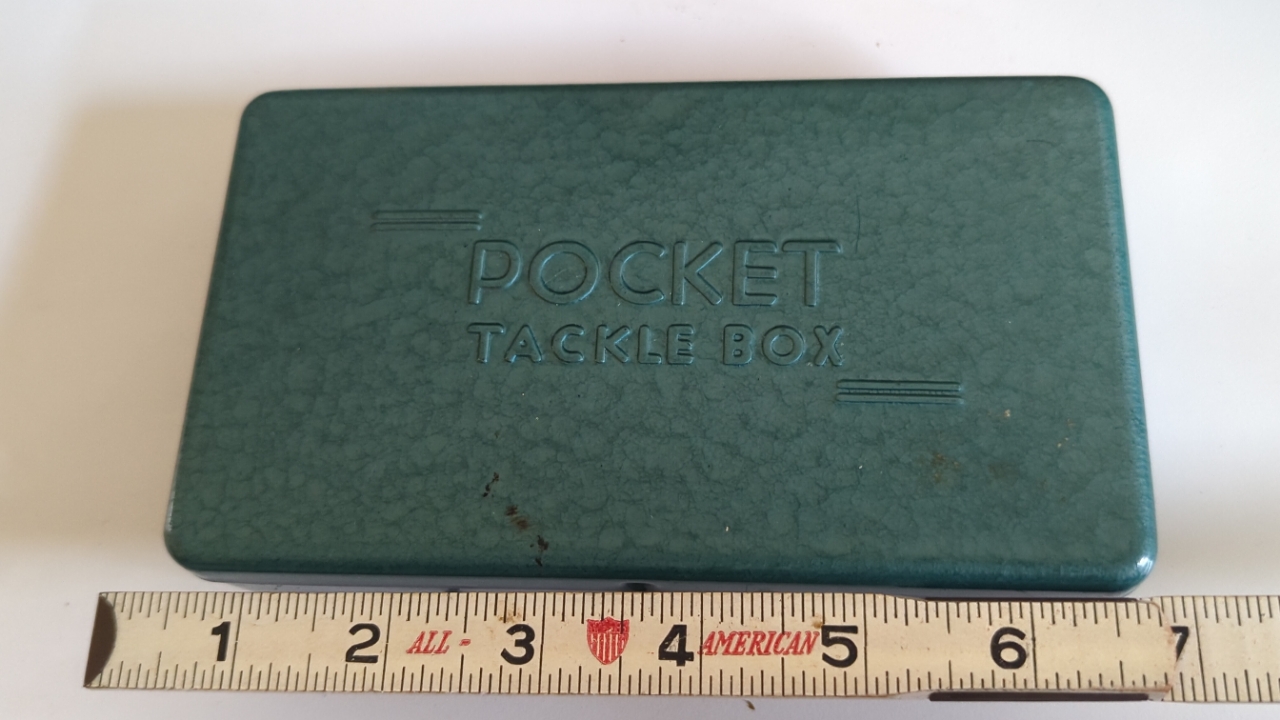 POCKET
TACKLE BOX
1 2 ALL - 3 4 AMERICAN 5 6 7